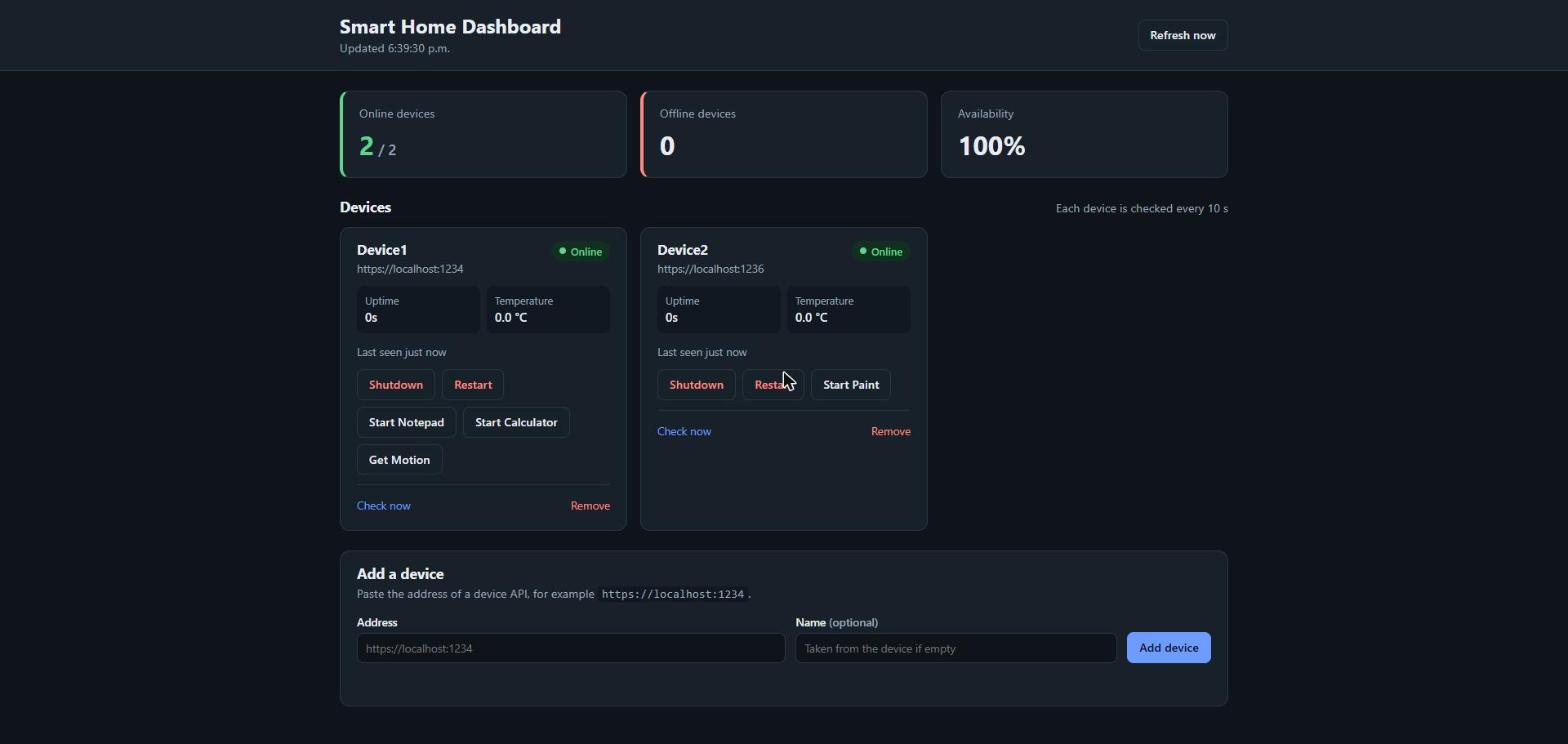 Smart Home Dashboard
Updated 6:39:30 p.m.
Refresh now
Online devices
2 / 2
Offline devices
0
Availability
100%
Devices
Each device is checked every 10 s
Device1
Online
https://localhost:1234
Uptime
0s
Temperature
0.0 °C
Last seen just now
Shutdown
Restart
Start Notepad
Start Calculator
Get Motion
Check now
Remove
Device2
Online
https://localhost:1236
Uptime
0s
Temperature
0.0 °C
Last seen just now
Shutdown
Restart
Start Paint
Check now
Remove
Add a device
Paste the address of a device API, for example https://localhost:1234.
Address
https://localhost:1234
Name (optional)
Taken from the device if empty
Add device